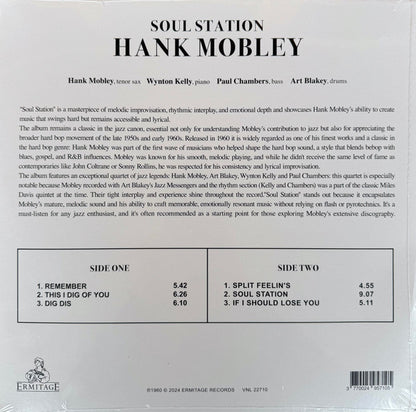 SOUL STATION
HANK MOBLEY
Hank Mobley, tenor sax Wynton Kelly, piano Paul Chambers, bass Art Blakey, drums
"Soul Station" is a masterpiece of melodic improvisation, rhythmic interplay, and emotional depth and showcases Hank Mobley's ability to create
music that swings hard but remains accessible and lyrical.
The album remains a classic in the jazz canon, essential not only for understanding Mobley's contribution to jazz but also for appreciating the
broader hard bop movement of the late 1950s and early 1960s. Released in 1960 it is widely regarded as one of his finest works and a classic in
the hard bop genre. Hank Mobley was part of the first wave of musicians who helped shape the hard bop sound, a style that blends bebop with
blues, gospel, and R&B influences. Mobley was known for his smooth, melodic playing, and while he didn't receive the same level of fame as
contemporaries like John Coltrane or Sonny Rollins, he was respected for his consistency and lyrical improvisation.
The album features an exceptional quartet of jazz legends: Hank Mobley, Art Blakey, Wynton Kelly and Paul Chambers: this quartet is especially
notable because Mobley recorded with Art Blakey's Jazz Messengers and the rhythm section (Kelly and Chambers) was a part of the classic Miles
Davis quintet at the time. Their tight interplay and experience shine throughout the record."Soul Station" stands out because it encapsulates
Mobley's mature, melodic sound and his ability to craft memorable, emotionally resonant music without relying on flash or pyrotechnics. It's a
must-listen for any jazz enthusiast, and it's often recommended as a starting point for those exploring Mobley's extensive discography.
SIDE ONE
1. REMEMBER 5.42
2. THIS I DIG OF YOU 6.26
3. DIG DIS 6.10
SIDE TWO
1. SPLIT FEELIN'S 4.55
2. SOUL STATION 9.07
3. IF I SHOULD LOSE YOU 5.11
ERMITAGE
®1960 © 2024 ERMITAGE RECORDS VNL 22710
3 770024 957105